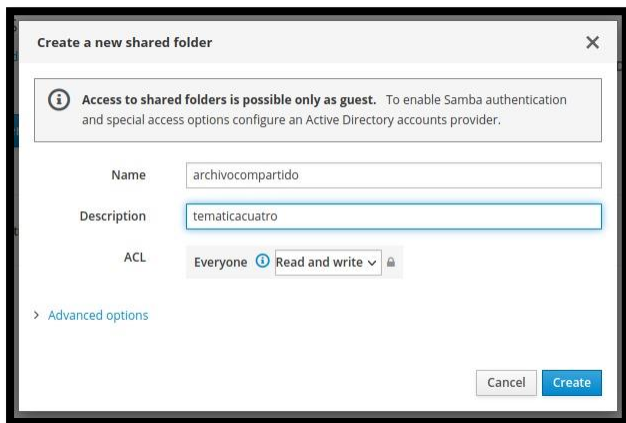 Create a new shared folder
Access to shared folders is possible only as guest. To enable Samba authentication
and special access options configure an Active Directory accounts provider.
Name archivocompartido
Description tematicacuatro
ACL Everyone Read and write
Advanced options
Cancel Create